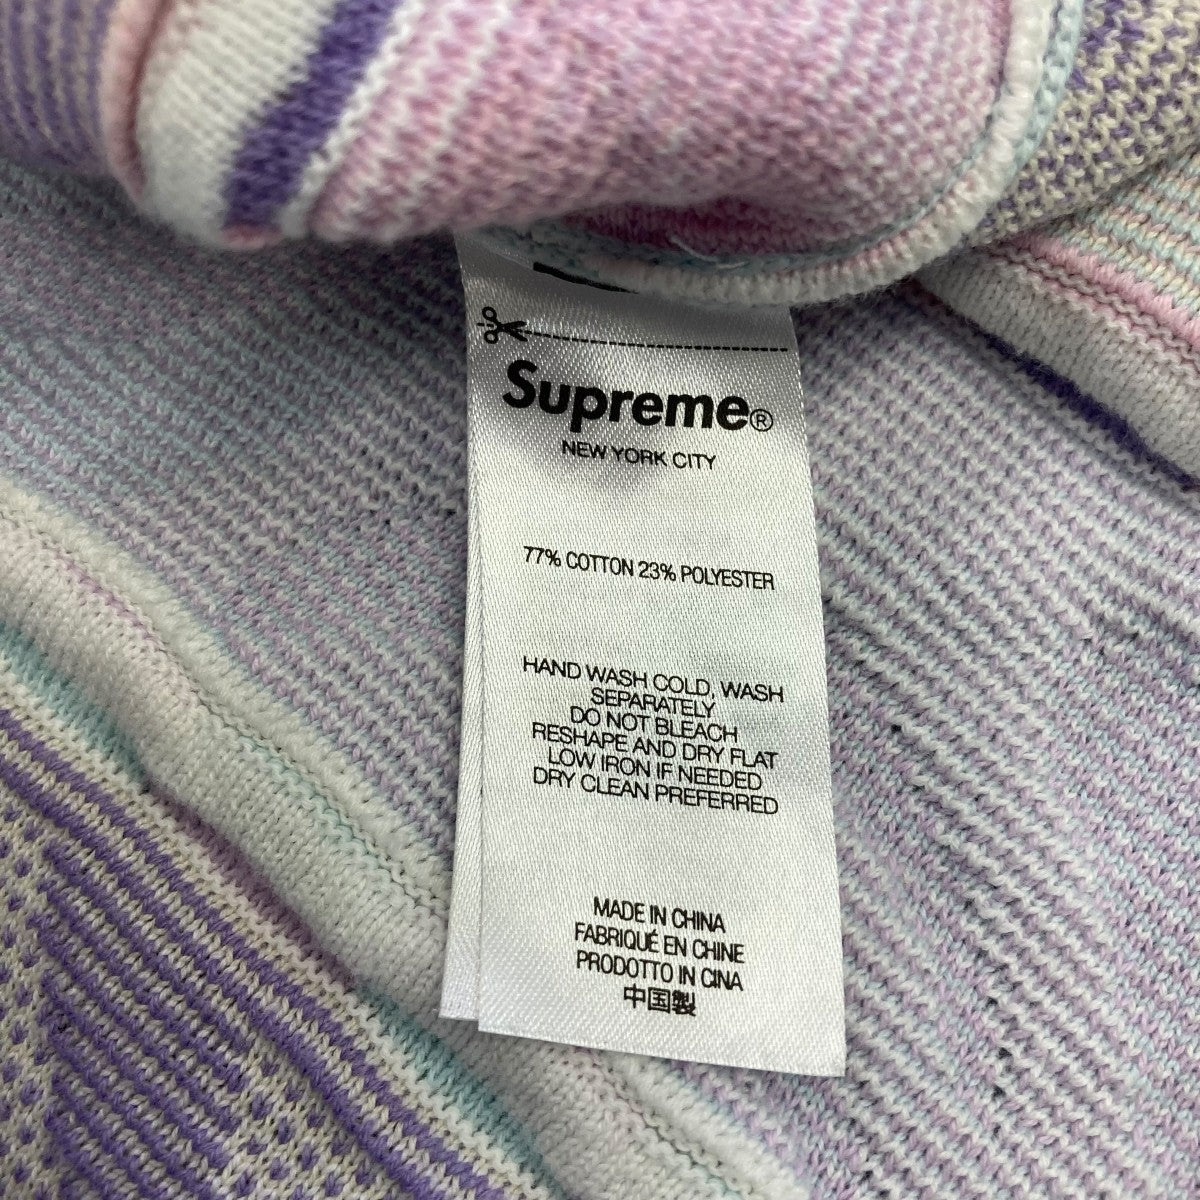 Supreme®
NEW YORK CITY
77% COTTON 23% POLYESTER
HAND WASH COLD, WASH
SEPARATELY
DO NOT BLEACH
RESHAPE AND DRY FLAT
LOW IRON IF NEEDED
DRY CLEAN PREFERRED
MADE IN CHINA
FABRIQUÉ EN CHINE
PRODOTTO IN CINA
中国製